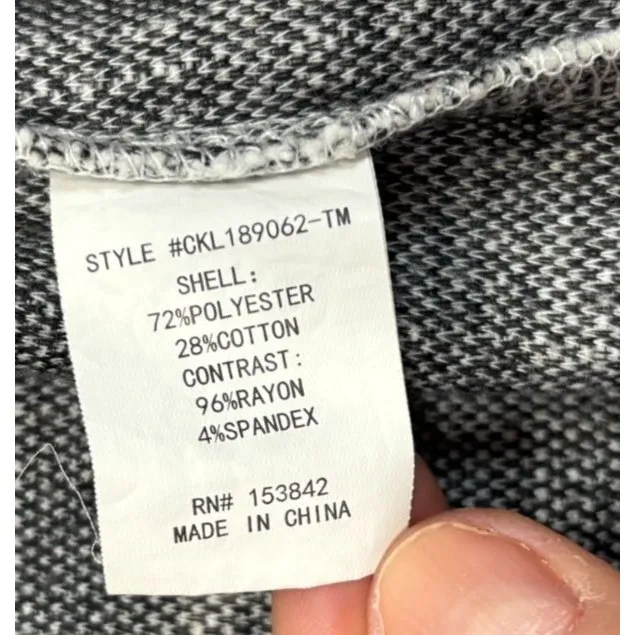 STYLE #CKL189062-TM
SHELL:
72%POLYESTER
28%COTTON
CONTRAST:
96%RAYON
4%SPANDEX
RN# 153842
MADE IN CHINA